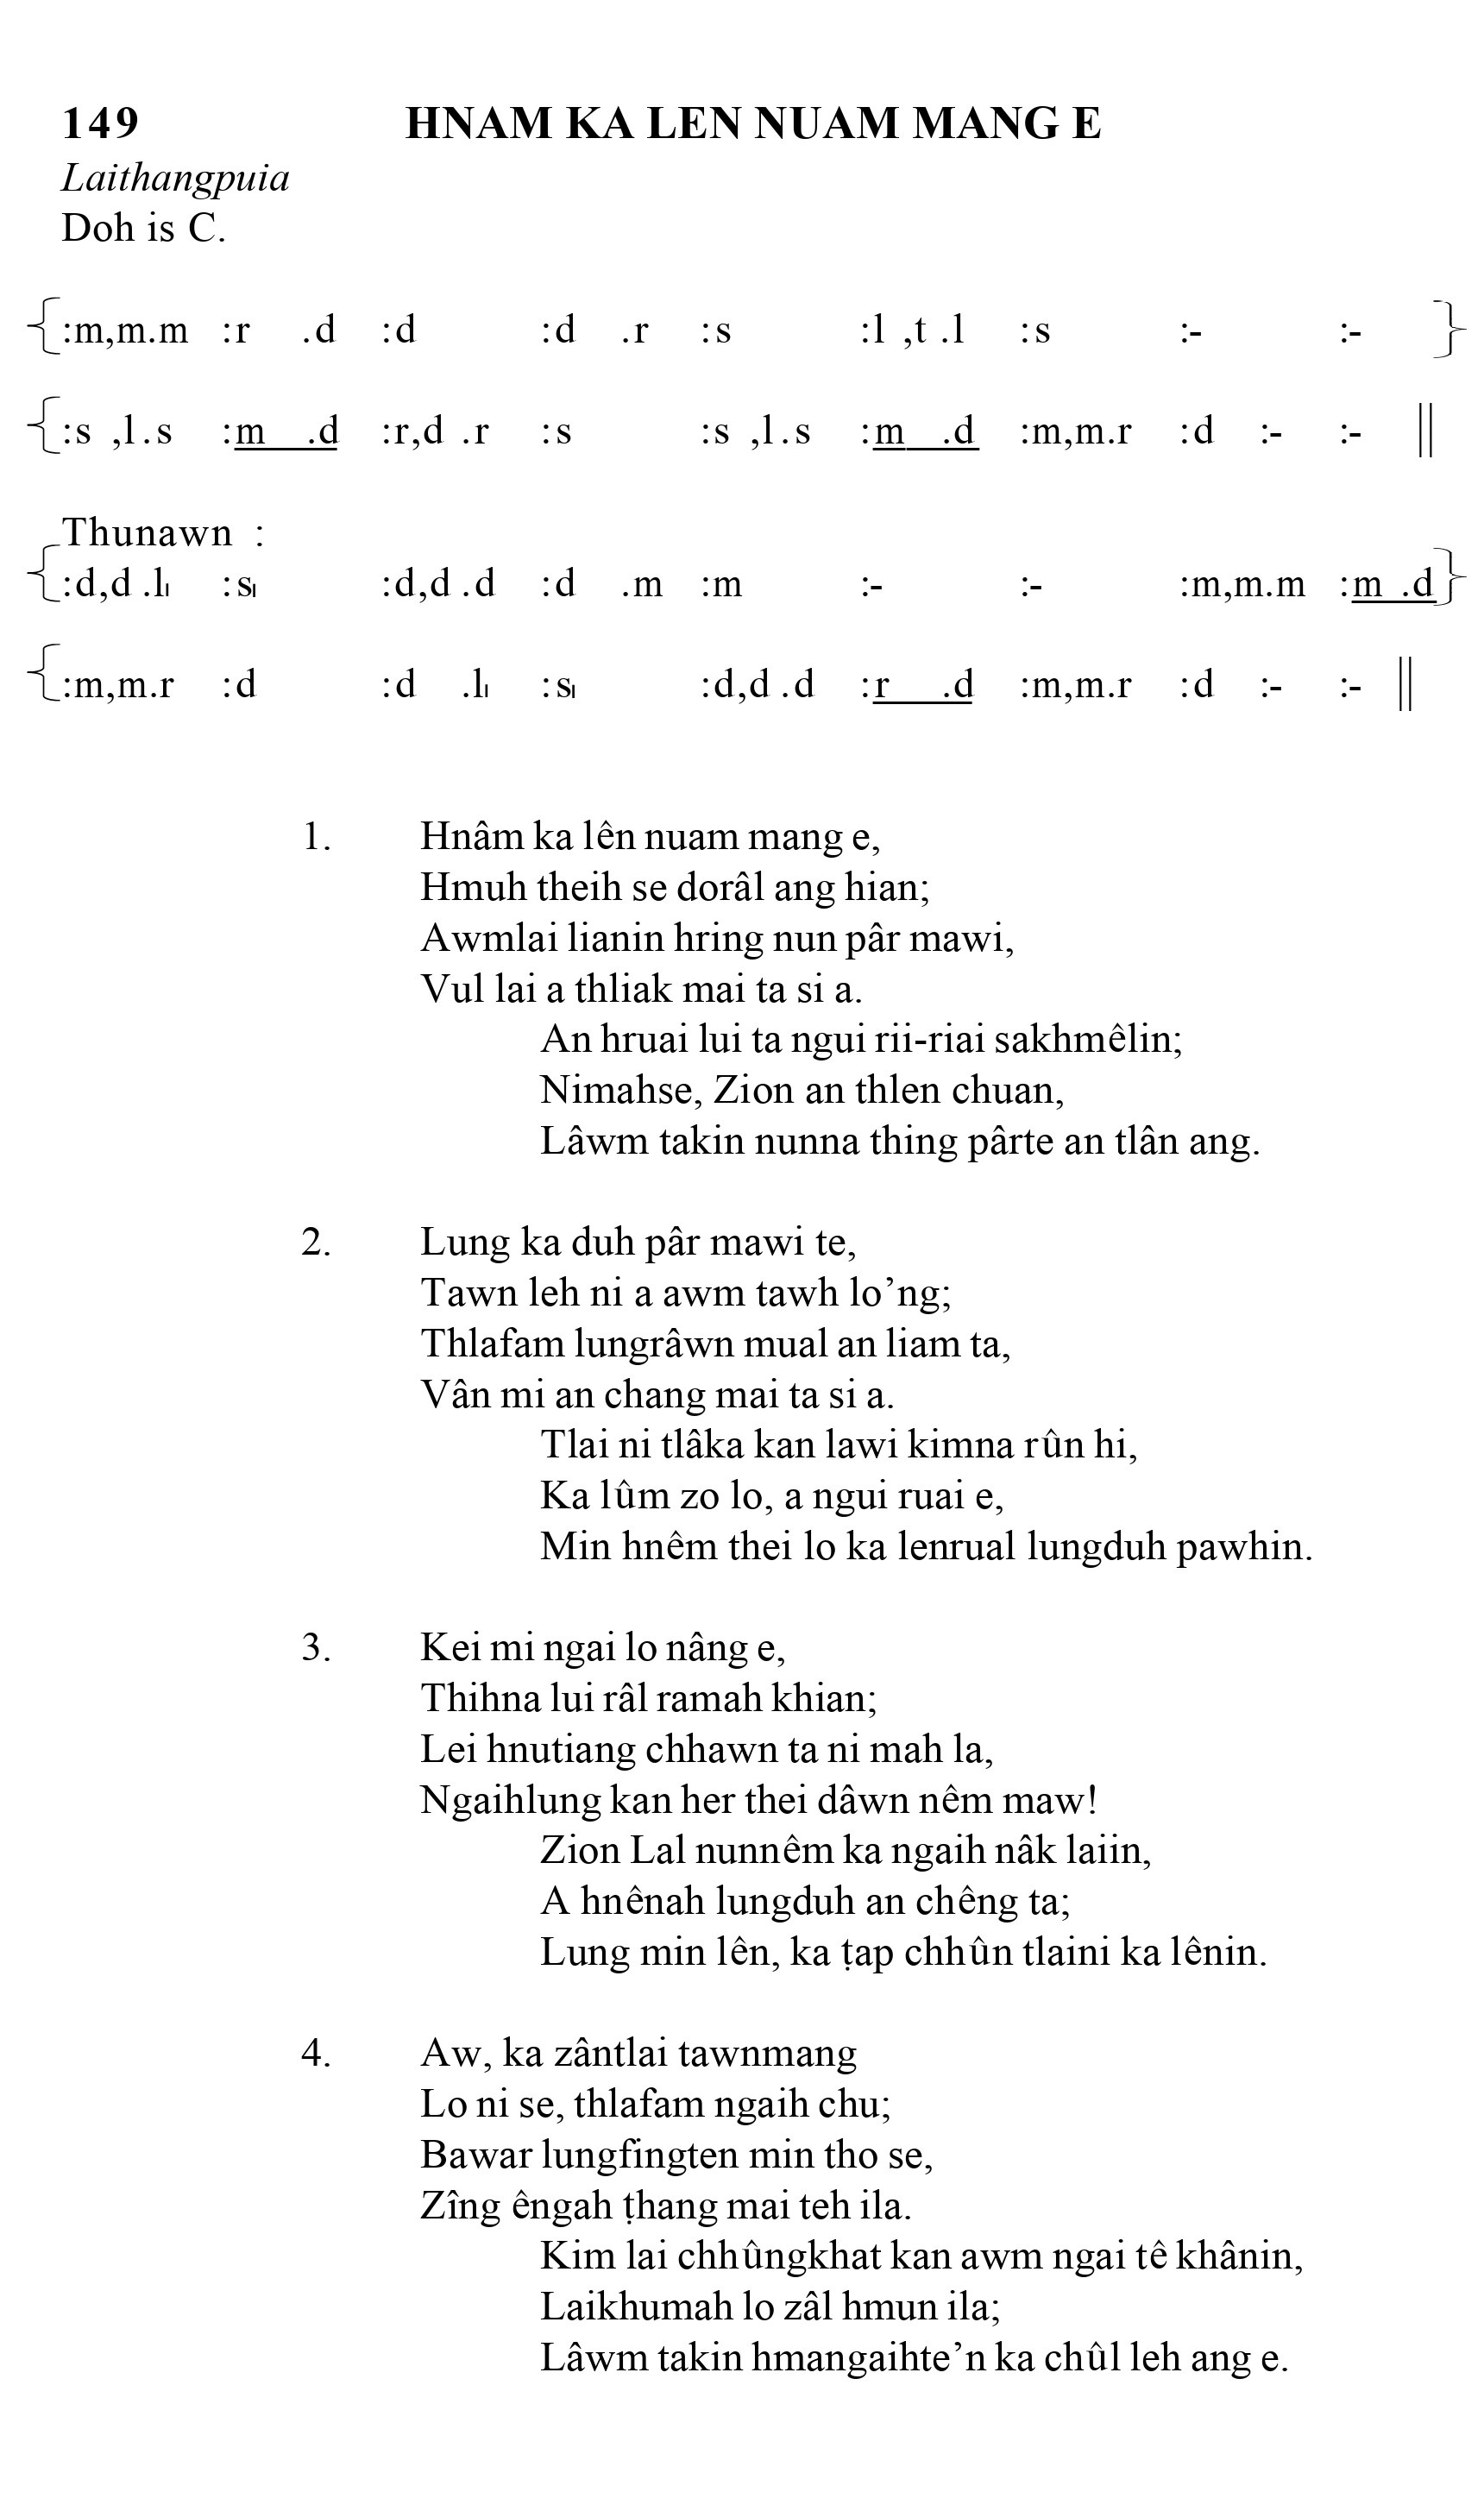 149 HNAM KA LEN NUAM MANG E
Laithangpuia
Doh is C.
{:m,m.m :r .d :d :d .r :s :l ,t .l :s :- :- }
{:s ,l.s :m .d :r,d .r :s :s ,l.s :m .d :m,m.r :d :- :- ||
Thunawn :
{:d,d .lı :sı :d,d .d :d .m :m :- :- :m,m.m :m .d}
{:m,m.r :d :d .lı :sı :d,d .d :r .d :m,m.r :d :- :- ||
1. Hnâm ka lên nuam mang e,
Hmuh theih se dorâl ang hian;
Awmlai lianin hring nun pâr mawi,
Vul lai a thliak mai ta si a.
An hruai lui ta ngui rii-riai sakhmêlin;
Nimahse, Zion an thlen chuan,
Lâwm takin nunna thing pârte an tlân ang.
2. Lung ka duh pâr mawi te,
Tawn leh ni a awm tawh lo’ng;
Thlafam lungrâwn mual an liam ta,
Vân mi an chang mai ta si a.
Tlai ni tlâka kan lawi kimna rûn hi,
Ka lûm zo lo, a ngui ruai e,
Min hnêm thei lo ka lenrual lungduh pawhin.
3. Kei mi ngai lo nâng e,
Thihna lui râl ramah khian;
Lei hnutiang chhawn ta ni mah la,
Ngaihlung kan her thei dâwn nêm maw!
Zion Lal nunnêm ka ngaih nâk laiin,
A hnênah lungduh an chêng ta;
Lung min lên, ka ṭap chhûn tlaini ka lênin.
4. Aw, ka zântlai tawnmang
Lo ni se, thlafam ngaih chu;
Bawar lungfingten min tho se,
Zîng êngah ṭhang mai teh ila.
Kim lai chhûngkhat kan awm ngai tê khânin,
Laikhumah lo zâl hmun ila;
Lâwm takin hmangaihte’n ka chûl leh ang e.